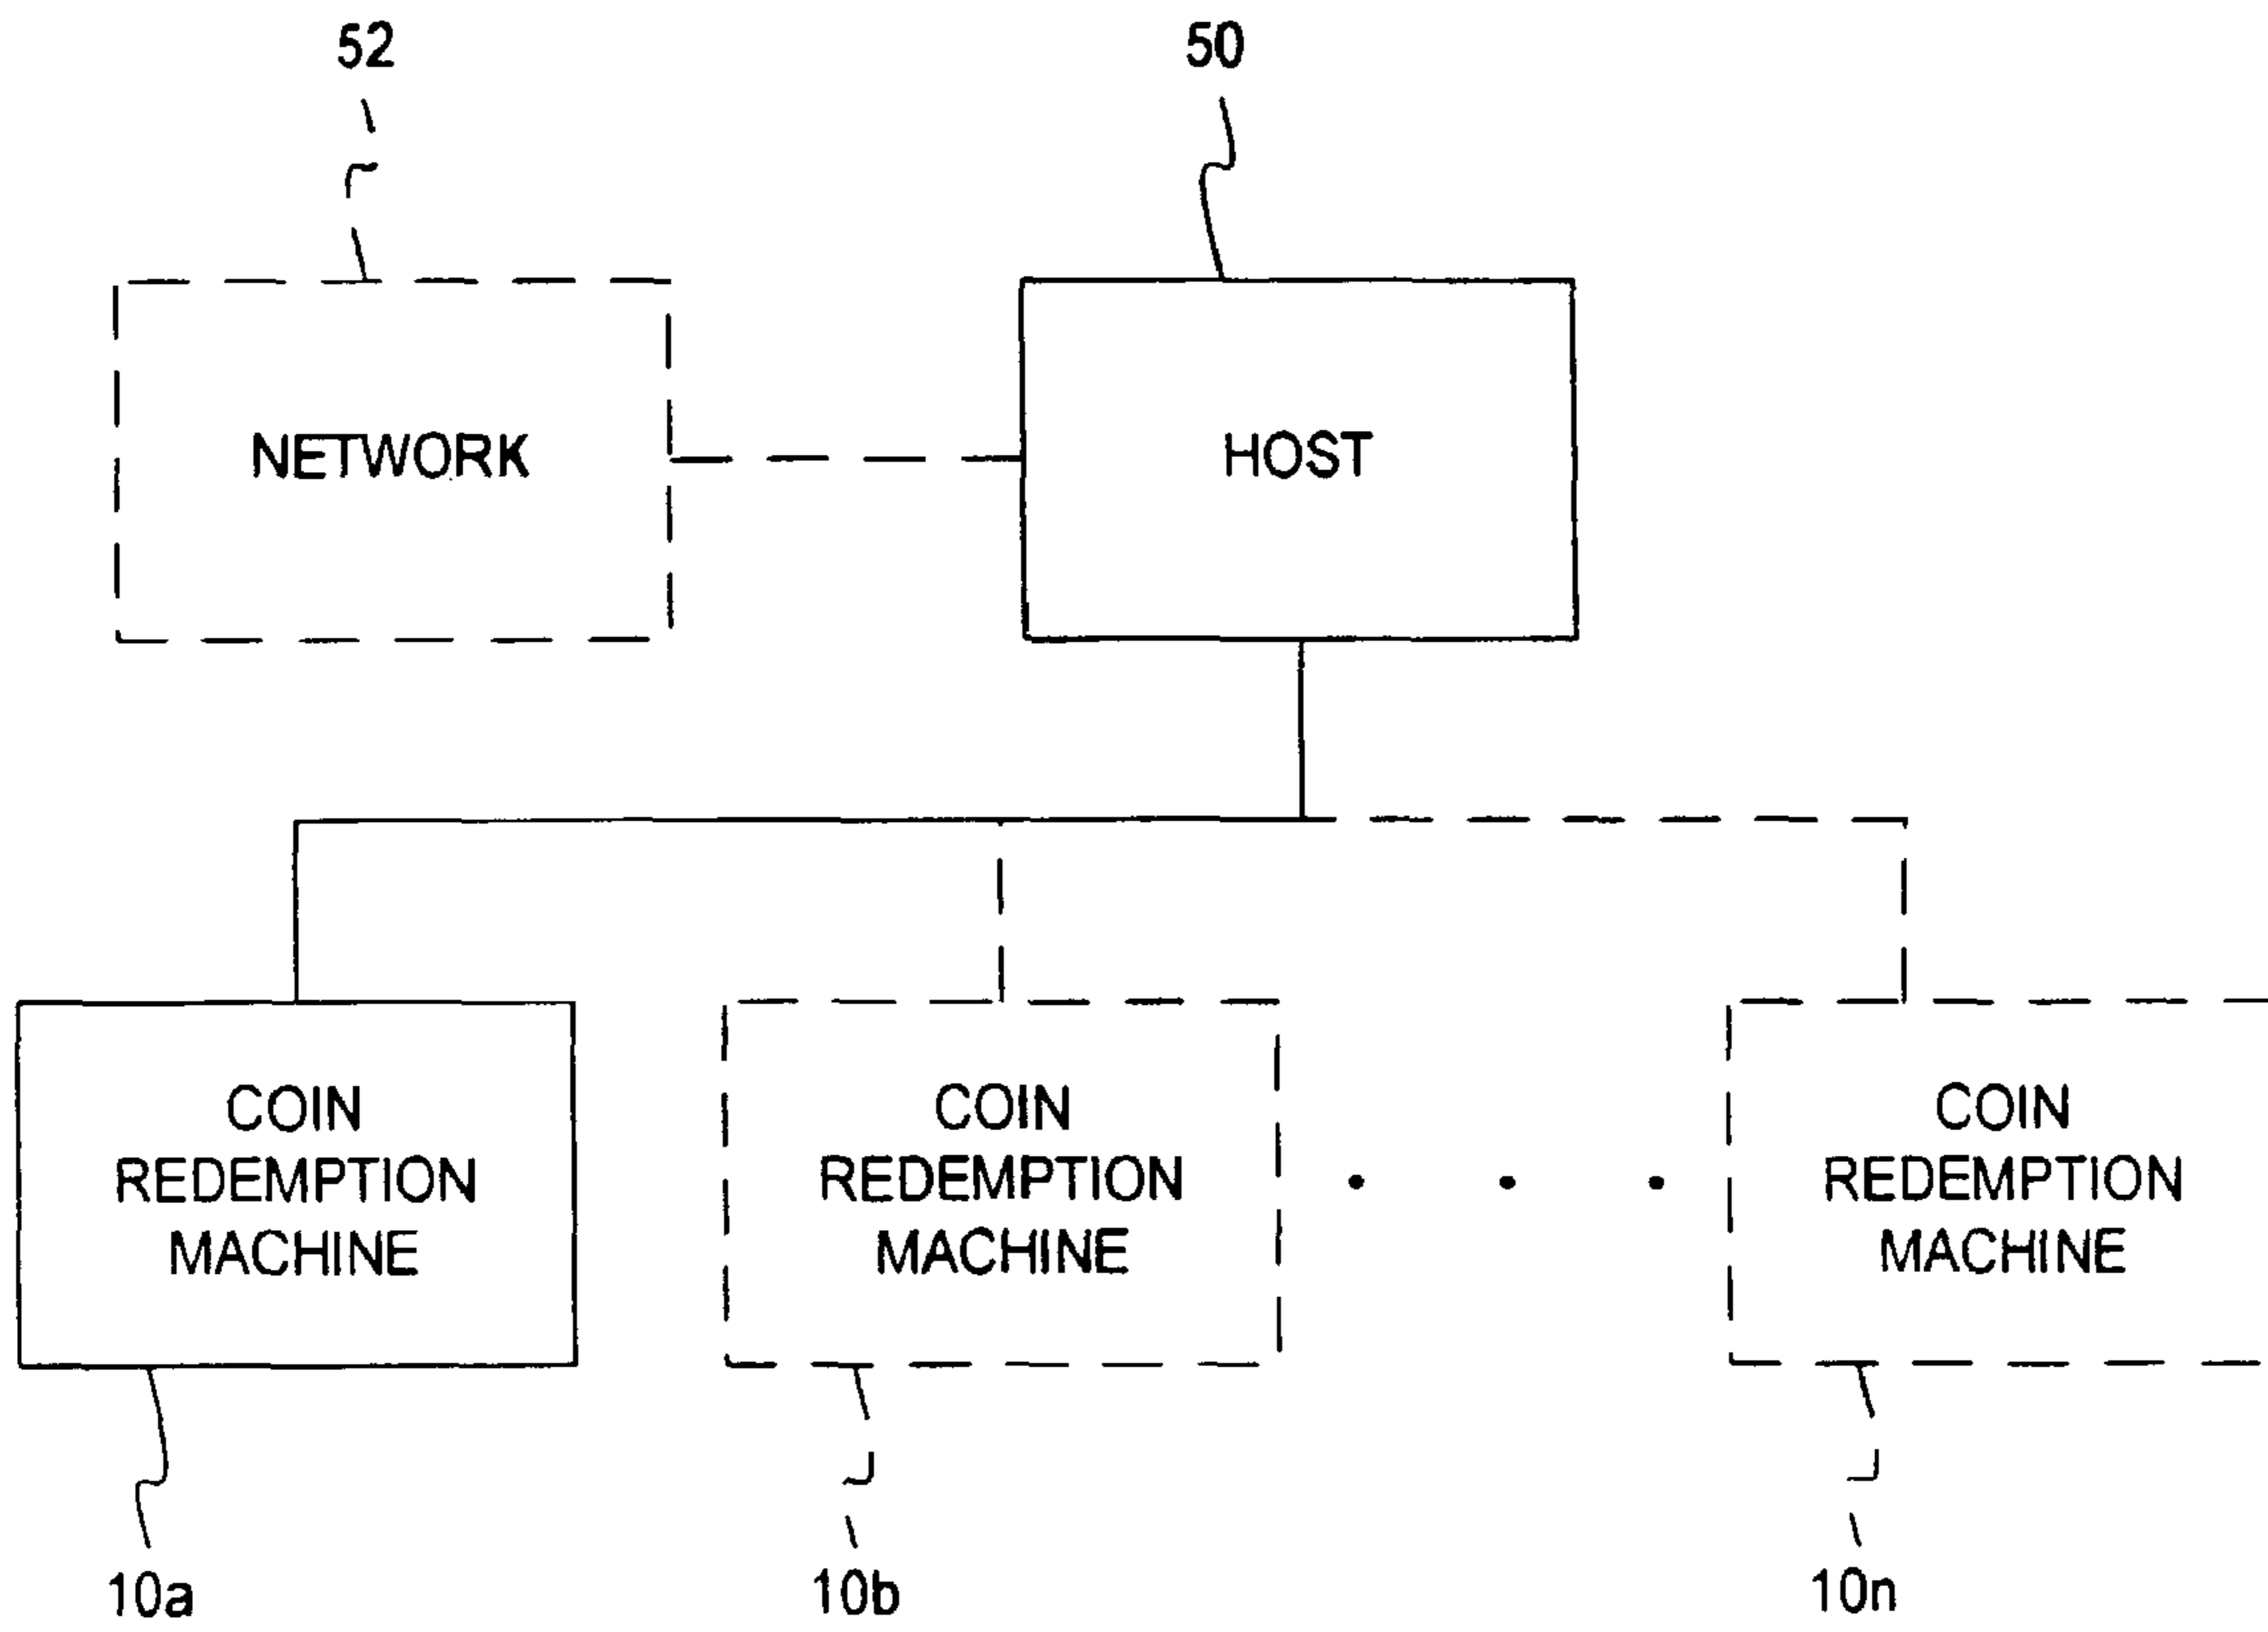 52
50
NETWORK
HOST
COIN
REDEMPTION
MACHINE
COIN
REDEMPTION
MACHINE
COIN
REDEMPTION
MACHINE
10a
10b
10n